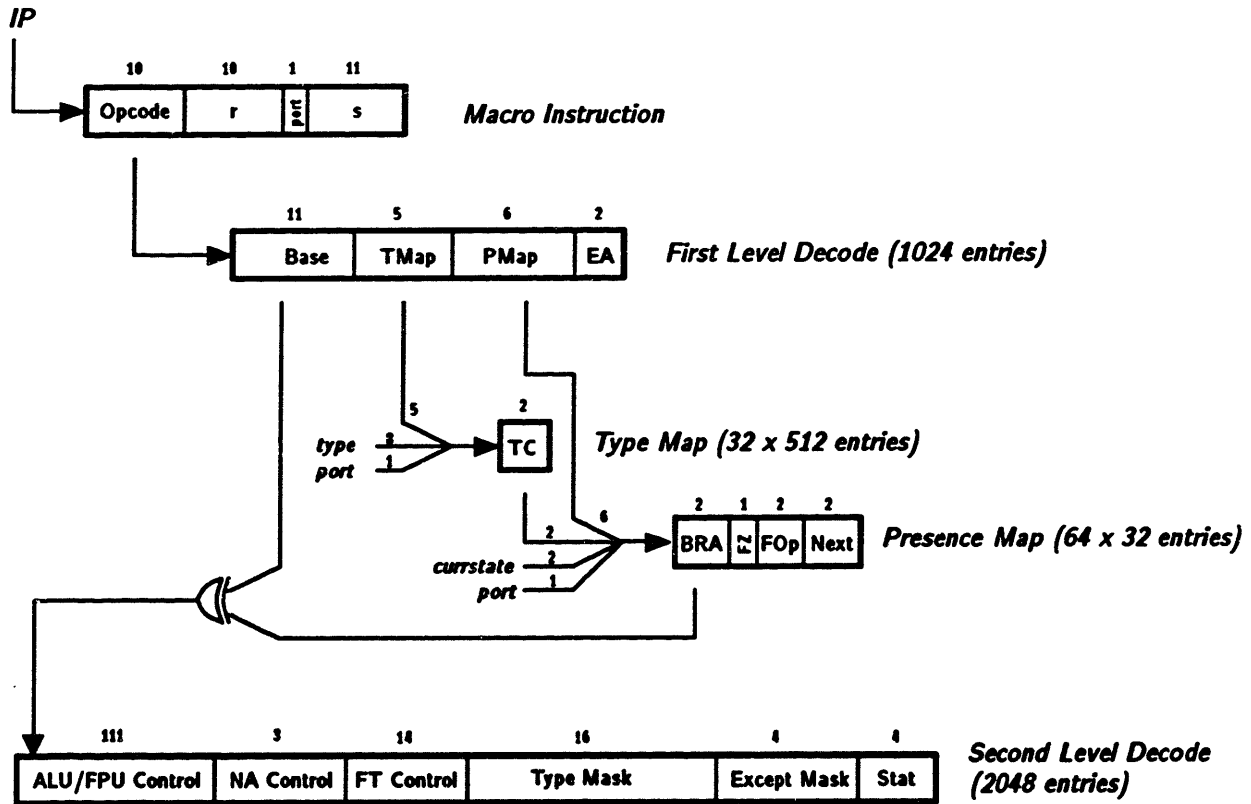 IP
10 10 1 11
Opcode r port s
Macro Instruction
11 5 6 2
Base TMap PMap EA
First Level Decode (1024 entries)
5
2
type
port 1
TC
Type Map (32 x 512 entries)
6
2
currstate 2
port 1
2 1 2 2
BRA FZ FOp Next
Presence Map (64 x 32 entries)
111 3 14 16 4 4
ALU/FPU Control NA Control FT Control Type Mask Except Mask Stat
Second Level Decode
(2048 entries)